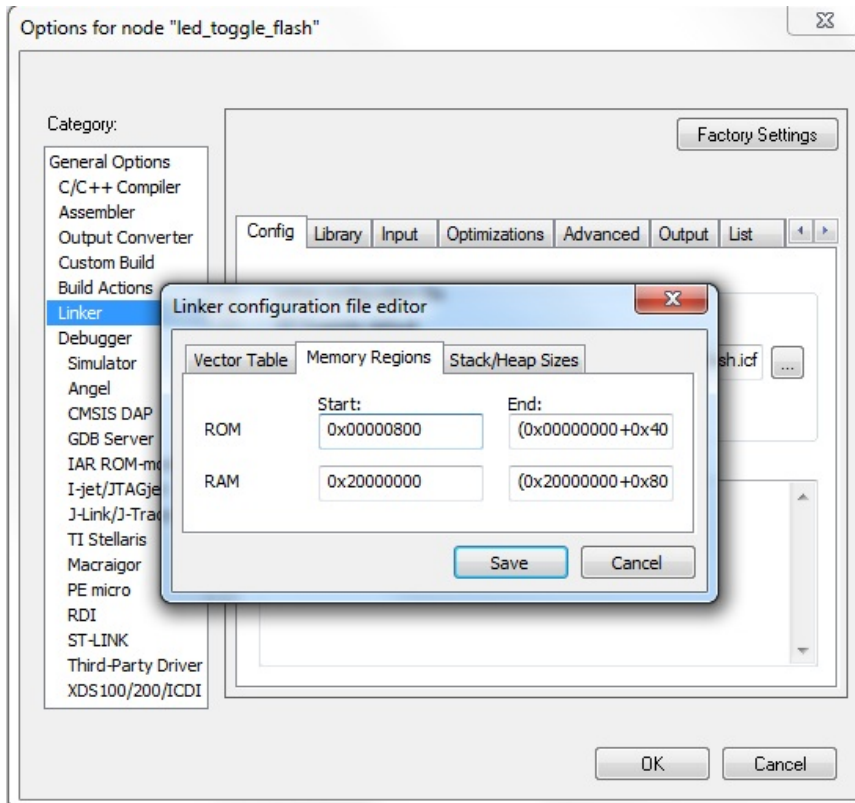 Options for node "led_toggle_flash"
Category:
Factory Settings
General Options
C/C++ Compiler
Assembler
Output Converter
Custom Build
Build Actions
Linker
Debugger
Simulator
Angel
CMSIS DAP
GDB Server
IAR ROM-mo
I-jet/JTAGje
J-Link/J-Trac
TI Stellaris
Macraigor
PE micro
RDI
ST-LINK
Third-Party Driver
XDS100/200/ICDI
Config Library Input Optimizations Advanced Output List
Linker configuration file editor
Vector Table Memory Regions Stack/Heap Sizes
Start: End:
ROM 0x00000800 (0x00000000+0x40
RAM 0x20000000 (0x20000000+0x80
Save Cancel
sh.icf ...
OK Cancel